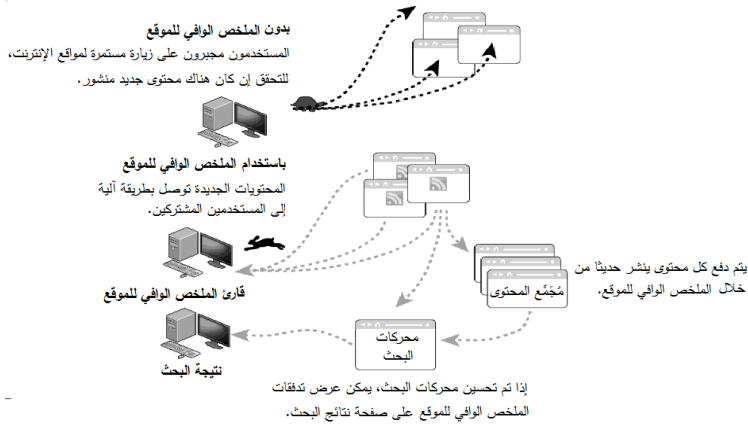 بدون الملخص الوافي للموقع
المستخدمون مجبرون على زيارة مستمرة لمواقع الإنترنت،
للتحقق إن كان هناك محتوى جديد منشور.
باستخدام الملخص الوافي للموقع
المحتويات الجديدة توصل بطريقة آلية
إلى المستخدمين المشتركين.
قارئ الملخص الوافي للموقع
يتم دفع كل محتوى ينشر حديثا من
خلال الملخص الوافي للموقع.
مُجَمِّع المحتوى
محركات
البحث
نتيجة البحث
إذا تم تحسين محركات البحث، يمكن عرض تدفقات
الملخص الوافي للموقع على صفحة نتائج البحث.